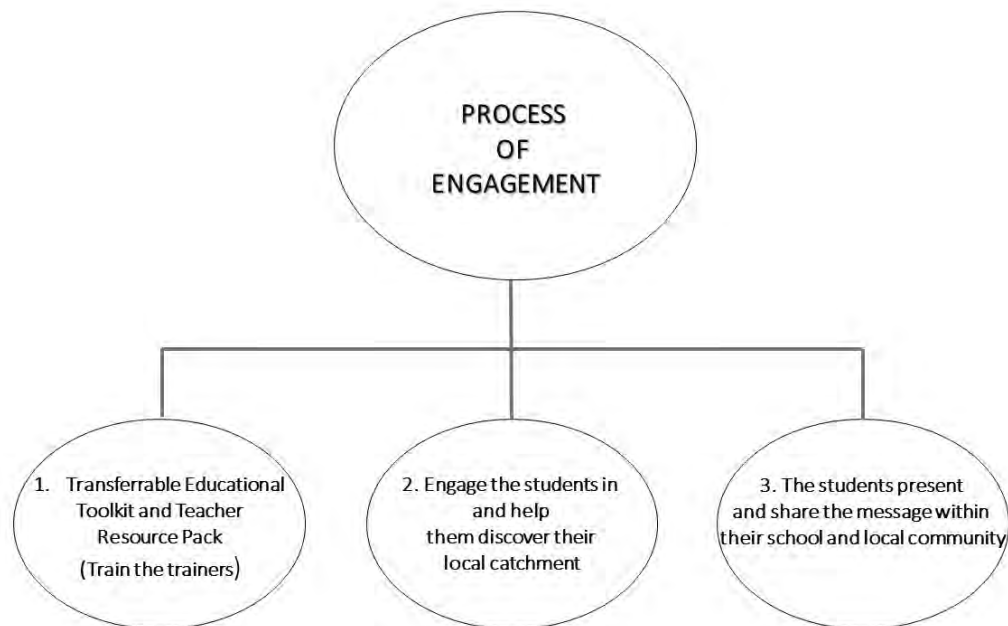 PROCESS
OF
ENGAGEMENT
1. Transferrable Educational
Toolkit and Teacher
Resource Pack
(Train the trainers)
2. Engage the students in
and help
them discover their
local catchment
3. The students present
and share the message within
their school and local community